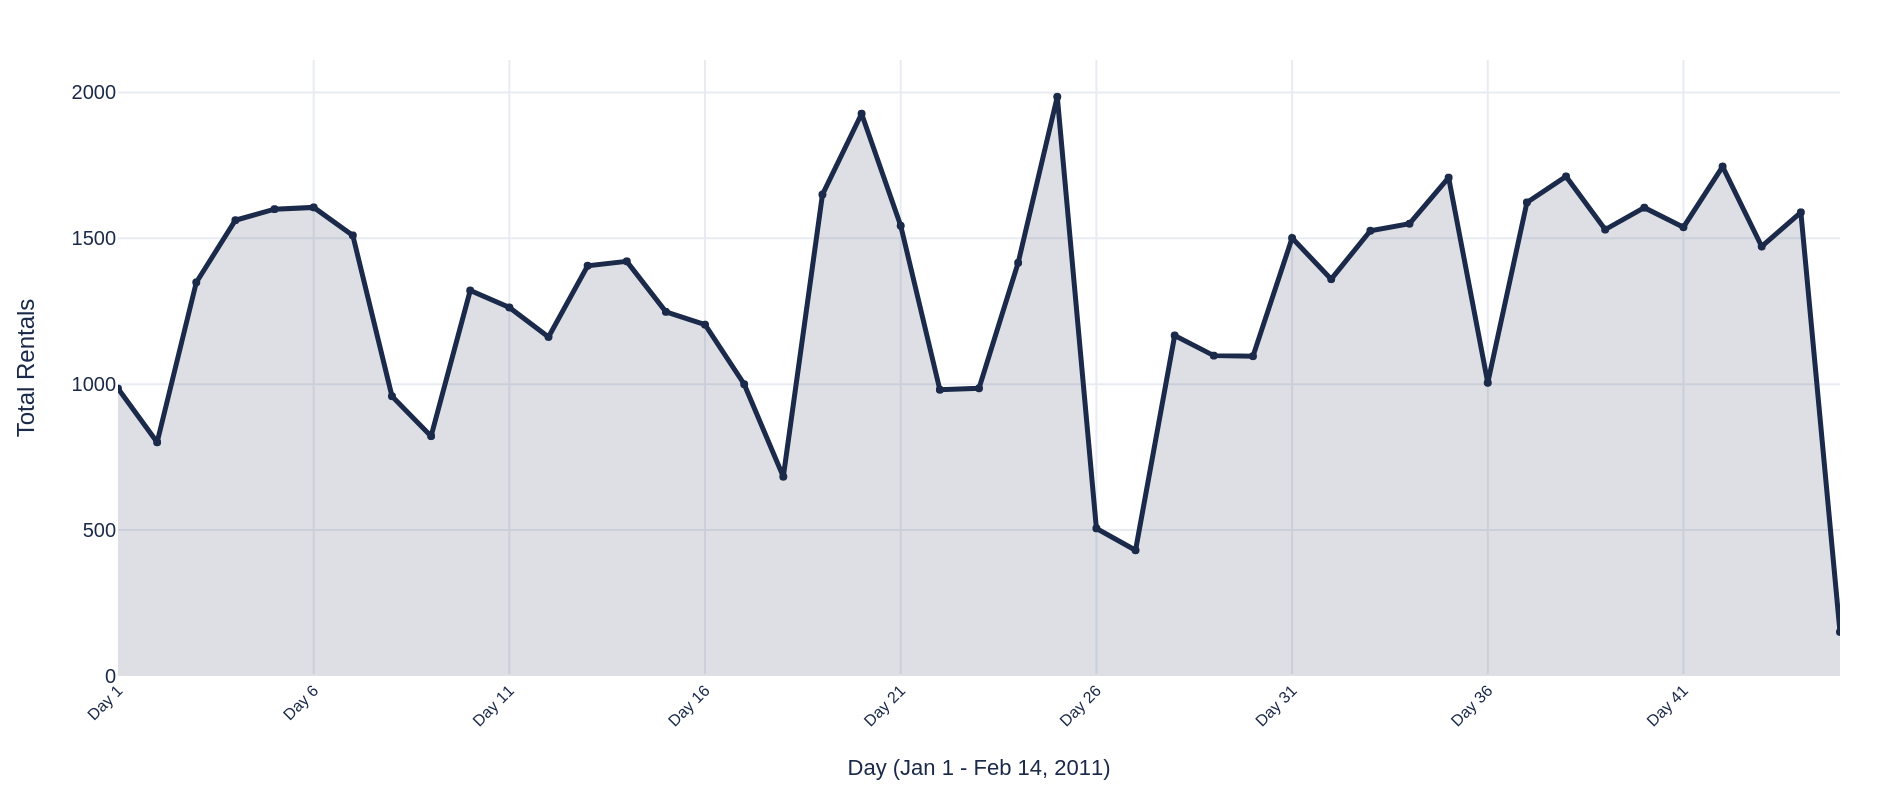 Total Rentals
2000
1500
1000
500
0
Day 1
Day 6
Day 11
Day 16
Day 21
Day 26
Day 31
Day 36
Day 41
Day (Jan 1 - Feb 14, 2011)